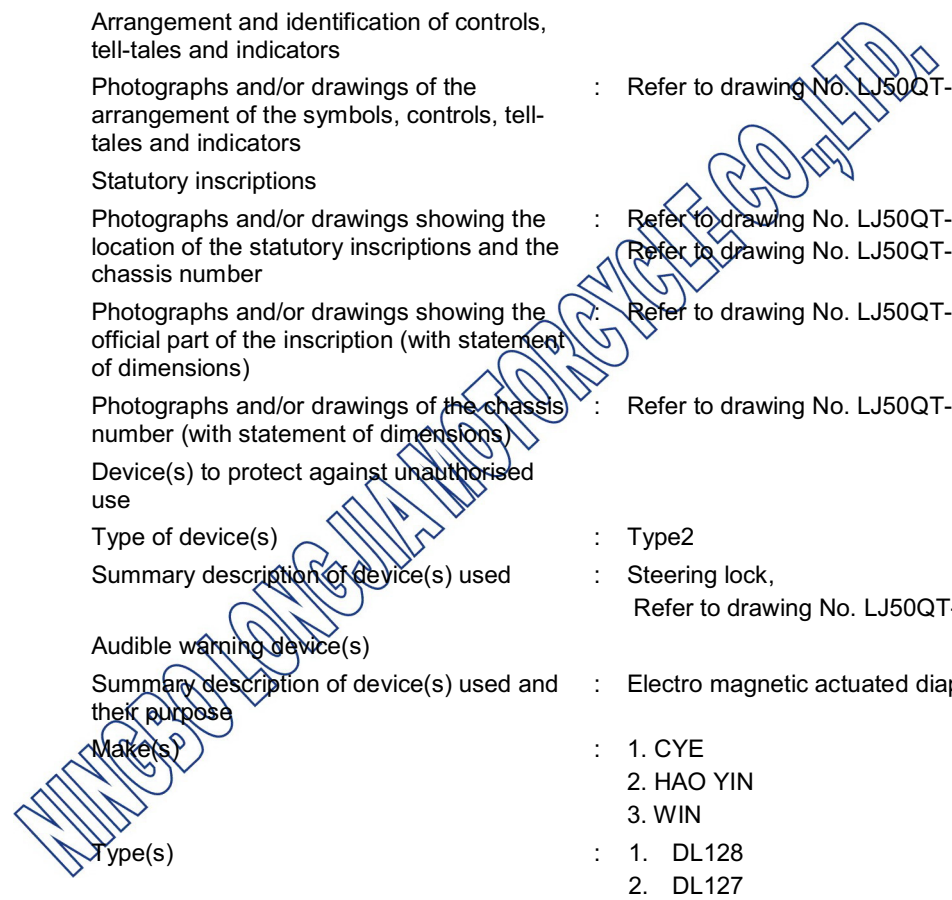 Arrangement and identification of controls,
tell-tales and indicators
Photographs and/or drawings of the : Refer to drawing No. LJ50QT-
arrangement of the symbols, controls, tell-
tales and indicators
Statutory inscriptions
Photographs and/or drawings showing the : Refer to drawing No. LJ50QT-
location of the statutory inscriptions and the Refer to drawing No. LJ50QT-
chassis number
Photographs and/or drawings showing the : Refer to drawing No. LJ50QT-
official part of the inscription (with statement
of dimensions)
Photographs and/or drawings of the chassis : Refer to drawing No. LJ50QT-
number (with statement of dimensions)
Device(s) to protect against unauthorised
use
Type of device(s) : Type2
Summary description of device(s) used : Steering lock,
Refer to drawing No. LJ50QT-
Audible warning device(s)
Summary description of device(s) used and : Electro magnetic actuated
their purpose
Make(s) : 1. CYE
2. HAO YIN
3. WIN
Type(s) : 1. DL128
2. DL127
NINGBO LONGJIA MOTORCYCLE CO.,LTD.